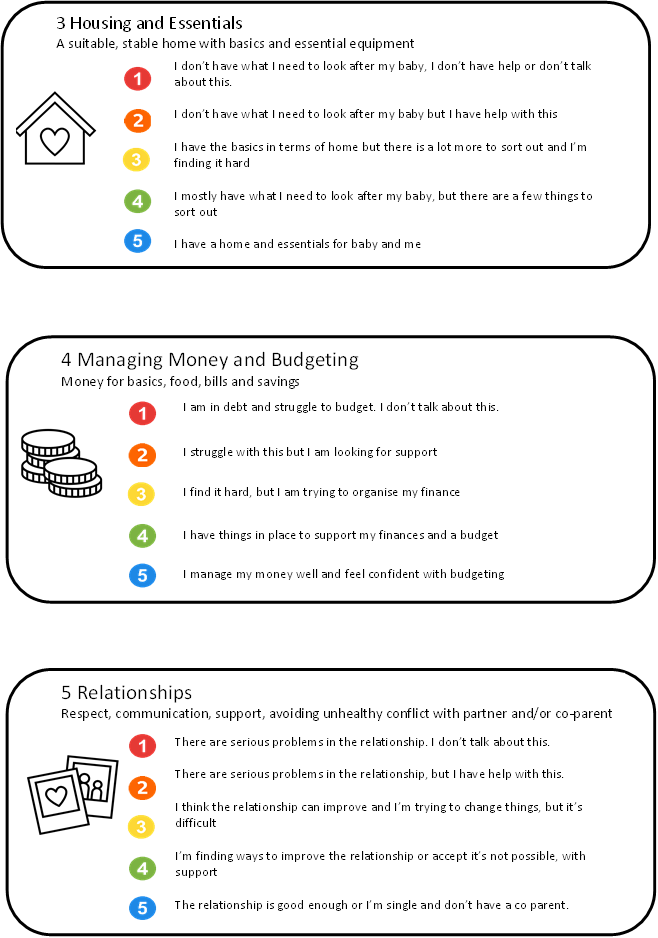 3 Housing and Essentials
A suitable, stable home with basics and essential equipment
1 I don't have what I need to look after my baby, I don't have help or don't talk
about this.
2 I don't have what I need to look after my baby but I have help with this
3 I have the basics in terms of home but there is a lot more to sort out and I'm
finding it hard
4 I mostly have what I need to look after my baby, but there are a few things to
sort out
5 I have a home and essentials for baby and me
4 Managing Money and Budgeting
Money for basics, food, bills and savings
1 I am in debt and struggle to budget. I don't talk about this.
2 I struggle with this but I am looking for support
3 I find it hard, but I am trying to organise my finance
4 I have things in place to support my finances and a budget
5 I manage my money well and feel confident with budgeting
5 Relationships
Respect, communication, support, avoiding unhealthy conflict with partner and/or co-parent
1 There are serious problems in the relationship. I don't talk about this.
2 There are serious problems in the relationship, but I have help with this.
3 I think the relationship can improve and I'm trying to change things, but it's
difficult
4 I'm finding ways to improve the relationship or accept it's not possible, with
support
5 The relationship is good enough or I'm single and don't have a co parent.